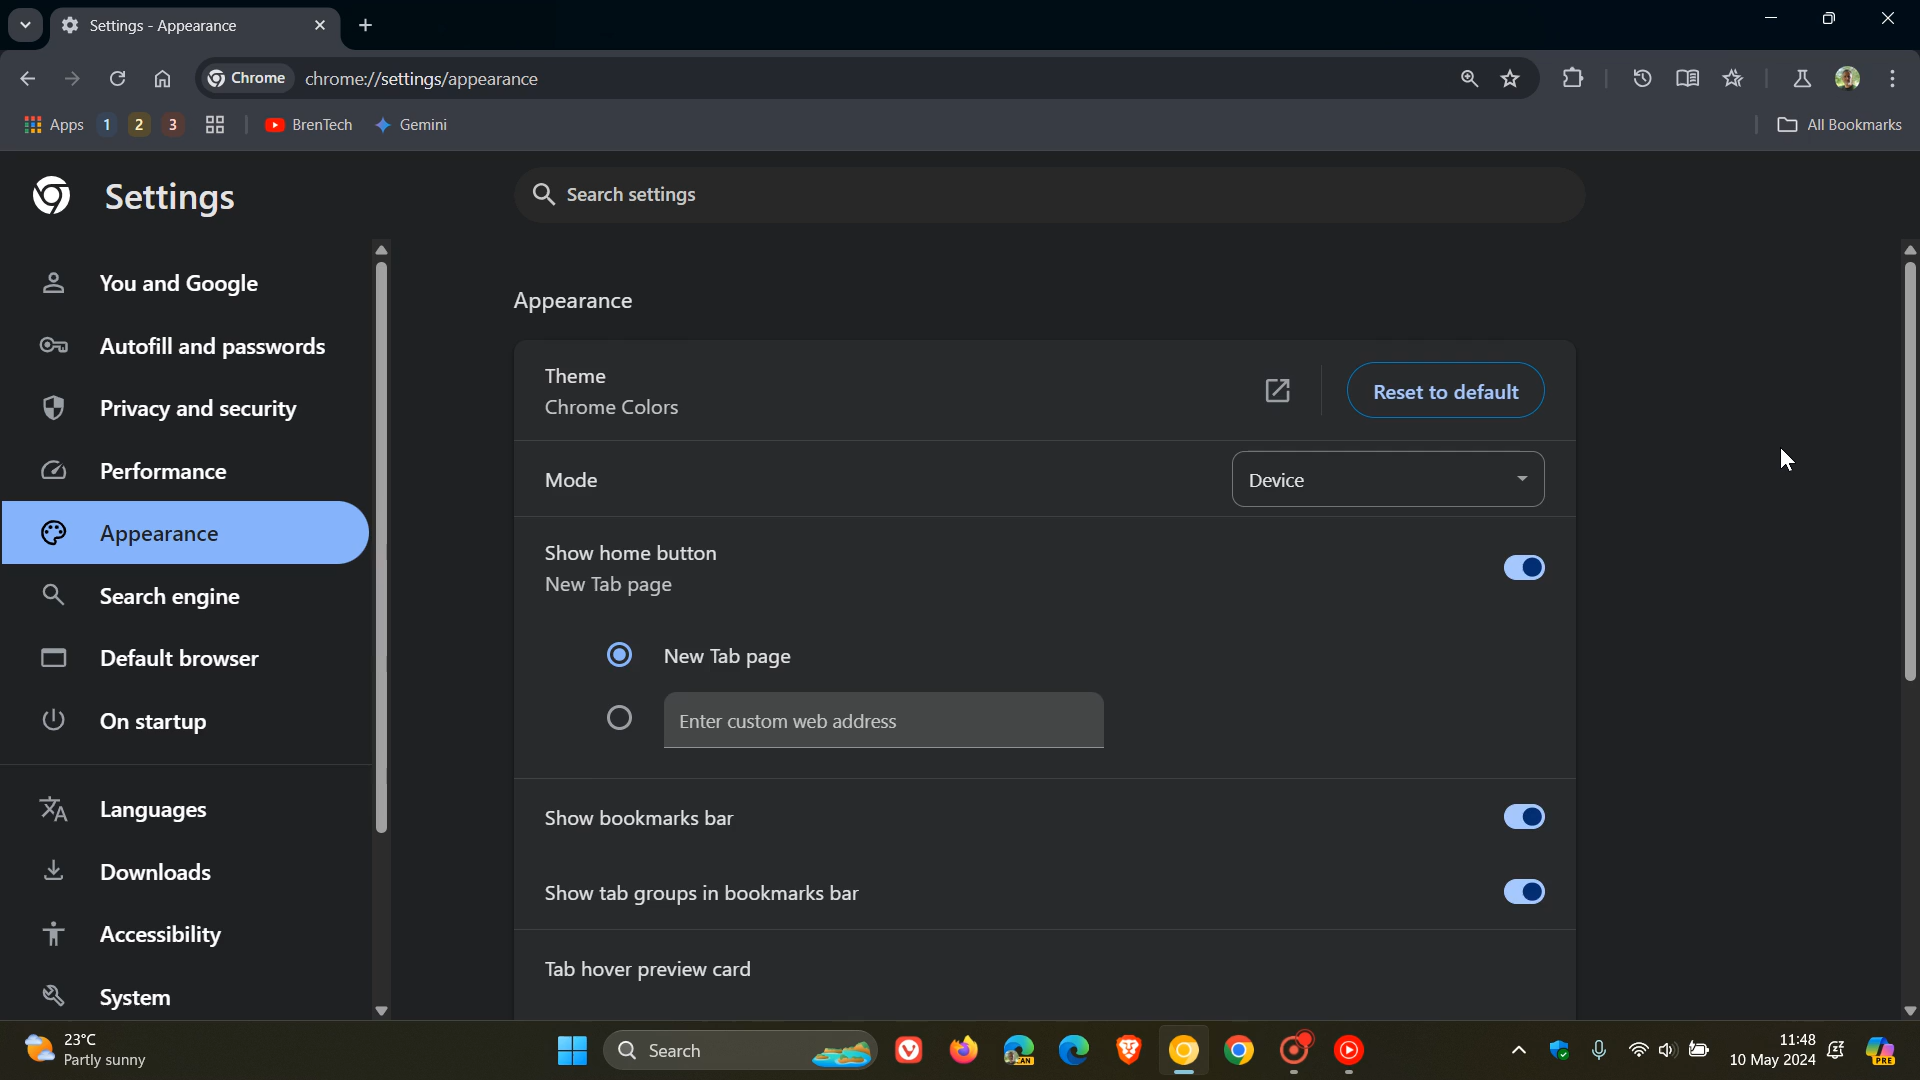 Settings - Appearance
Chrome
chrome://settings/appearance
Apps
1
2
3
BrenTech
Gemini
All Bookmarks
Settings
Search settings
You and Google
Autofill and passwords
Privacy and security
Performance
Appearance
Search engine
Default browser
On startup
Languages
Downloads
Accessibility
System
Appearance
Theme
Chrome Colors
Reset to default
Mode
Device
Show home button
New Tab page
New Tab page
Enter custom web address
Show bookmarks bar
Show tab groups in bookmarks bar
Tab hover preview card
23°C
Partly sunny
Search
CAN
11:48
10 May 2024
PRE